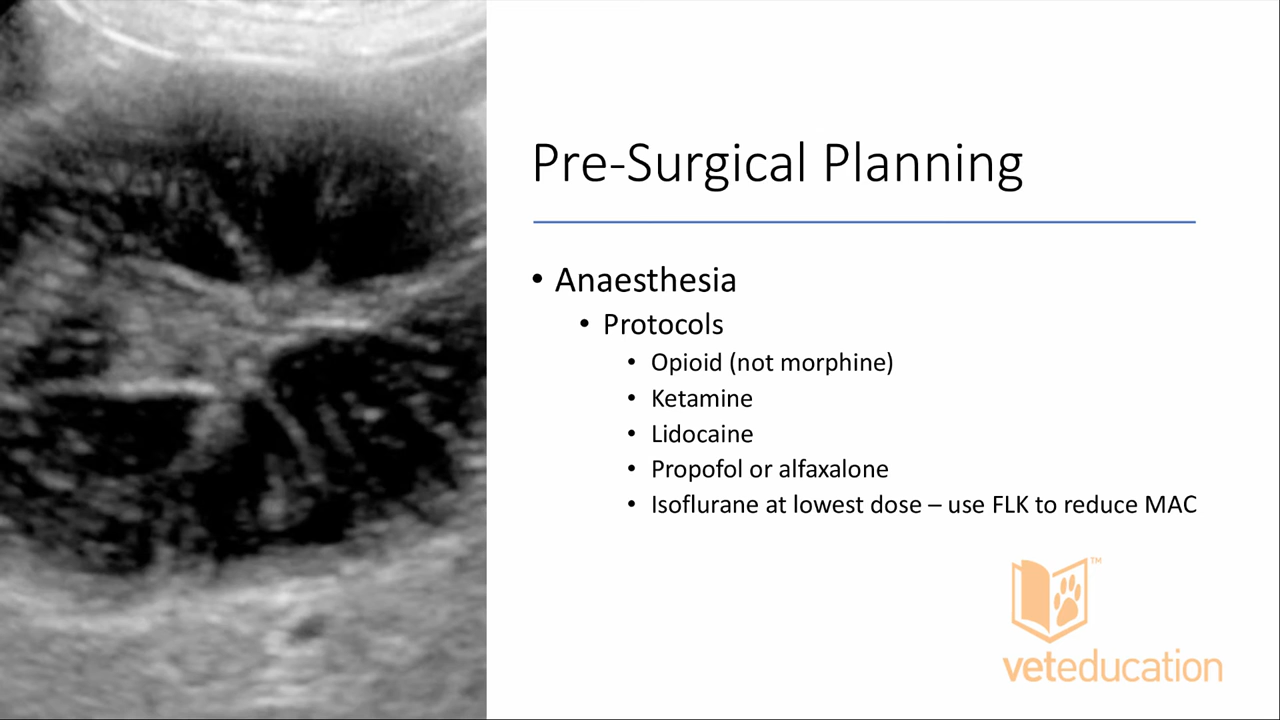 Pre-Surgical Planning
• Anaesthesia
• Protocols
• Opioid (not morphine)
• Ketamine
• Lidocaine
• Propofol or alfaxalone
• Isoflurane at lowest dose – use FLK to reduce MAC
™
veteducation